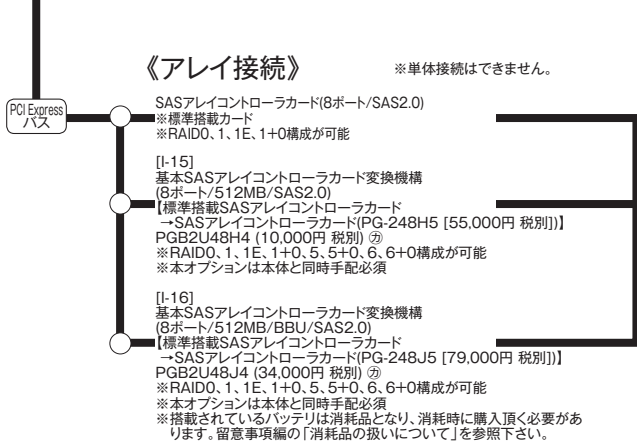 《アレイ接続》
※単体接続はできません。
PCI Express
バス
SASアレイコントローラカード(8ポート/SAS2.0)
※標準搭載カード
※RAID0、1、1E、1+0構成が可能
[I-15]
基本SASアレイコントローラカード変換機構
(8ポート/512MB/SAS2.0)
【標準搭載SASアレイコントローラカード
→SASアレイコントローラカード(PG-248H5 [55,000円 税別])】
PGB2U48H4 (10,000円 税別) ㋕
※RAID0、1、1E、1+0、5、5+0、6、6+0構成が可能
※本オプションは本体と同時手配必須
[I-16]
基本SASアレイコントローラカード変換機構
(8ポート/512MB/BBU/SAS2.0)
【標準搭載SASアレイコントローラカード
→SASアレイコントローラカード(PG-248J5 [79,000円 税別])】
PGB2U48J4 (34,000円 税別) ㋕
※RAID0、1、1E、1+0、5、5+0、6、6+0構成が可能
※本オプションは本体と同時手配必須
※搭載されているバッテリは消耗品となり、消耗時に購入頂く必要があ
ります。留意事項編の「消耗品の扱いについて」を参照下さい。